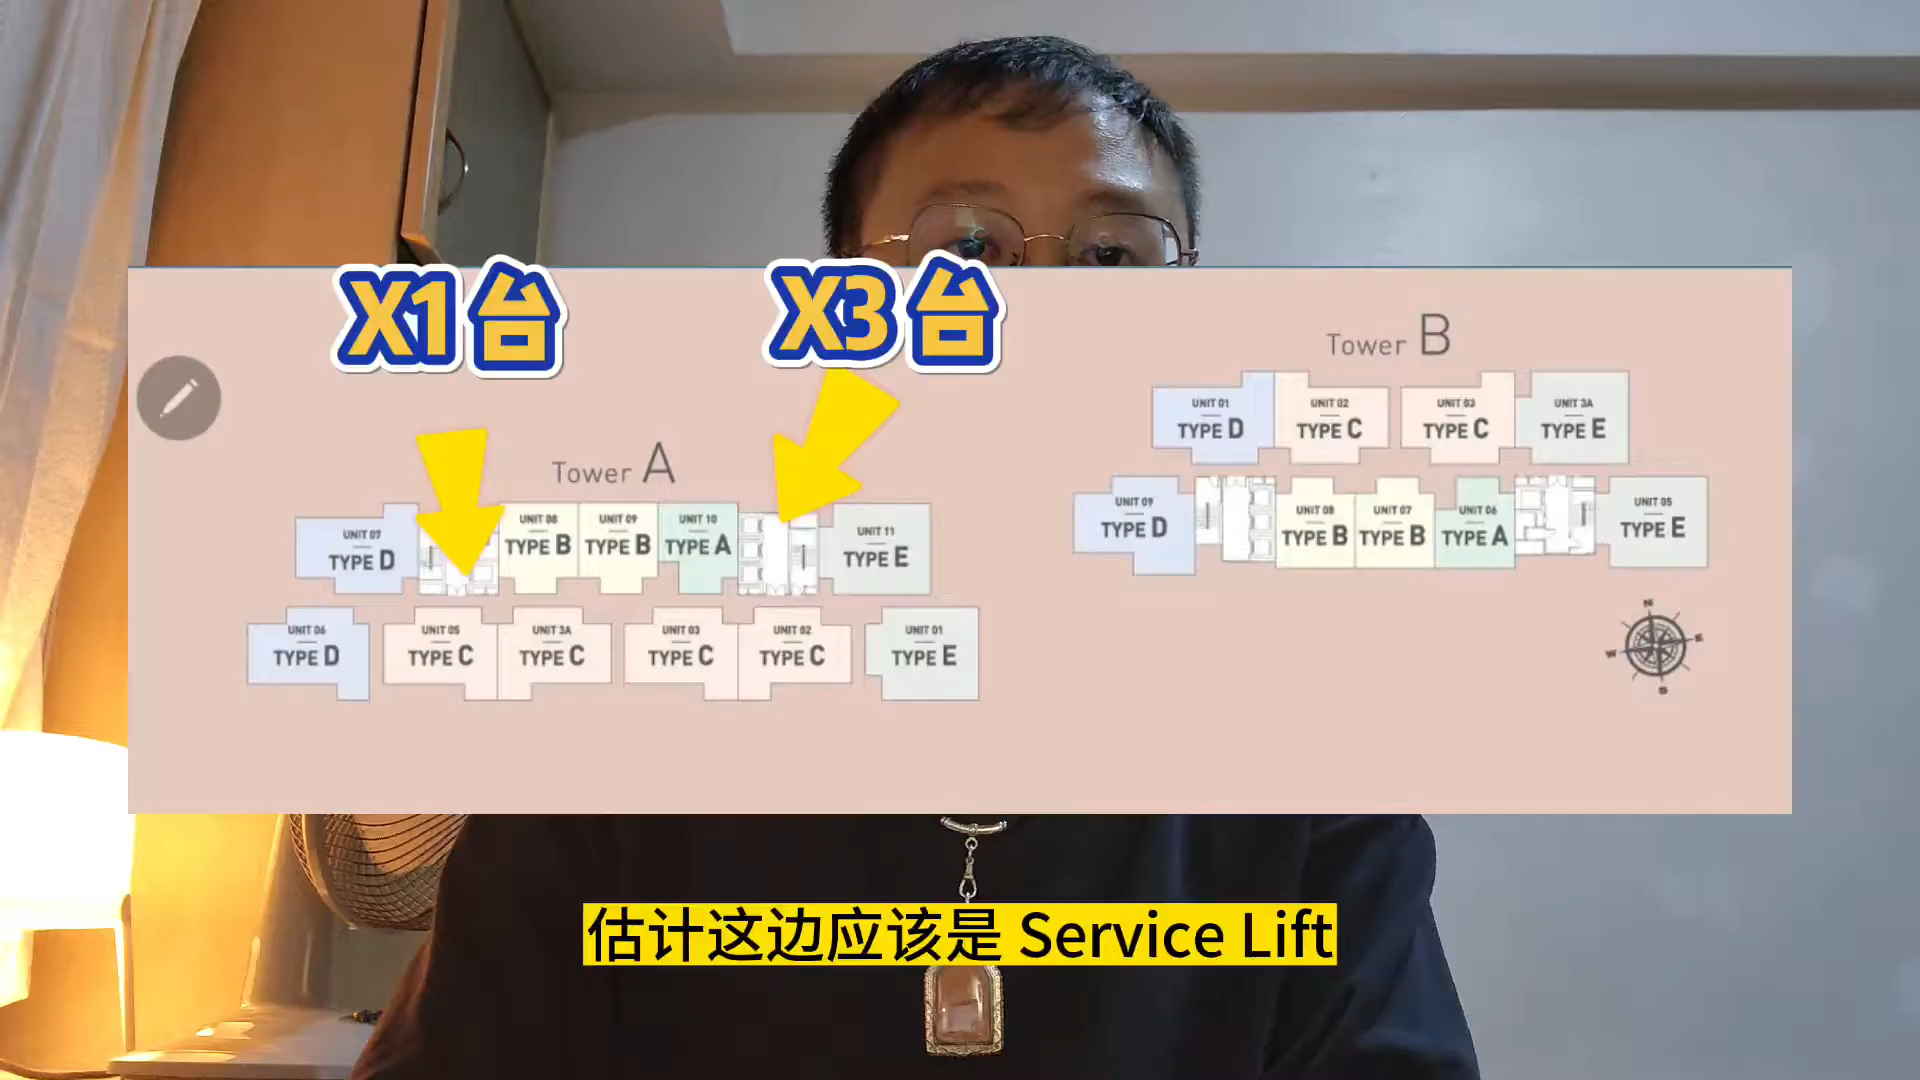 X1台
X3台
Tower A
UNIT 07
TYPE D
UNIT 08
TYPE B
UNIT 09
TYPE B
UNIT 10
TYPE A
UNIT 11
TYPE E
UNIT 06
TYPE D
UNIT 05
TYPE C
UNIT 3A
TYPE C
UNIT 03
TYPE C
UNIT 02
TYPE C
UNIT 01
TYPE E
Tower B
UNIT 01
TYPE D
UNIT 02
TYPE C
UNIT 03
TYPE C
UNIT 3A
TYPE E
UNIT 09
TYPE D
UNIT 08
TYPE B
UNIT 07
TYPE B
UNIT 06
TYPE A
UNIT 05
TYPE E
N
W
E
S
估计这边应该是 Service Lift